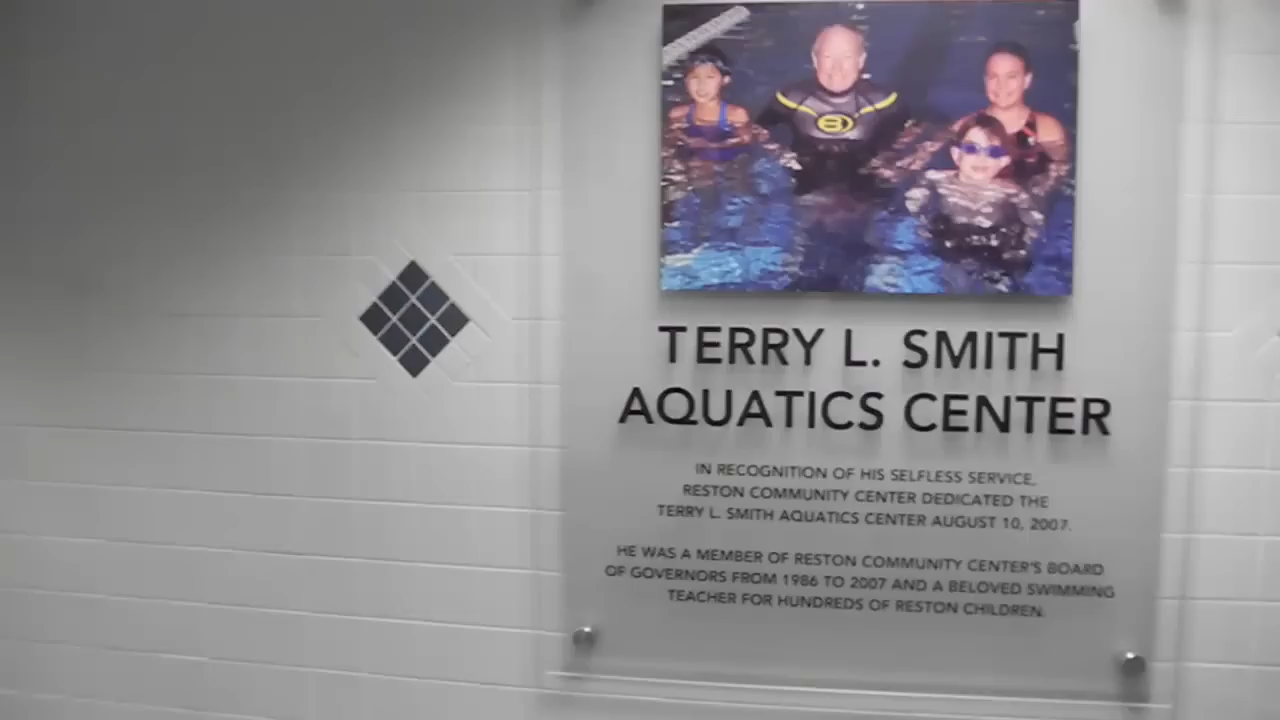 TERRY L. SMITH
AQUATICS CENTER
IN RECOGNITION OF HIS SELFLESS SERVICE,
RESTON COMMUNITY CENTER DEDICATED THE
TERRY L. SMITH AQUATICS CENTER AUGUST 10, 2007.
HE WAS A MEMBER OF RESTON COMMUNITY CENTER'S BOARD
OF GOVERNORS FROM 1986 TO 2007 AND A BELOVED SWIMMING
TEACHER FOR HUNDREDS OF RESTON CHILDREN.